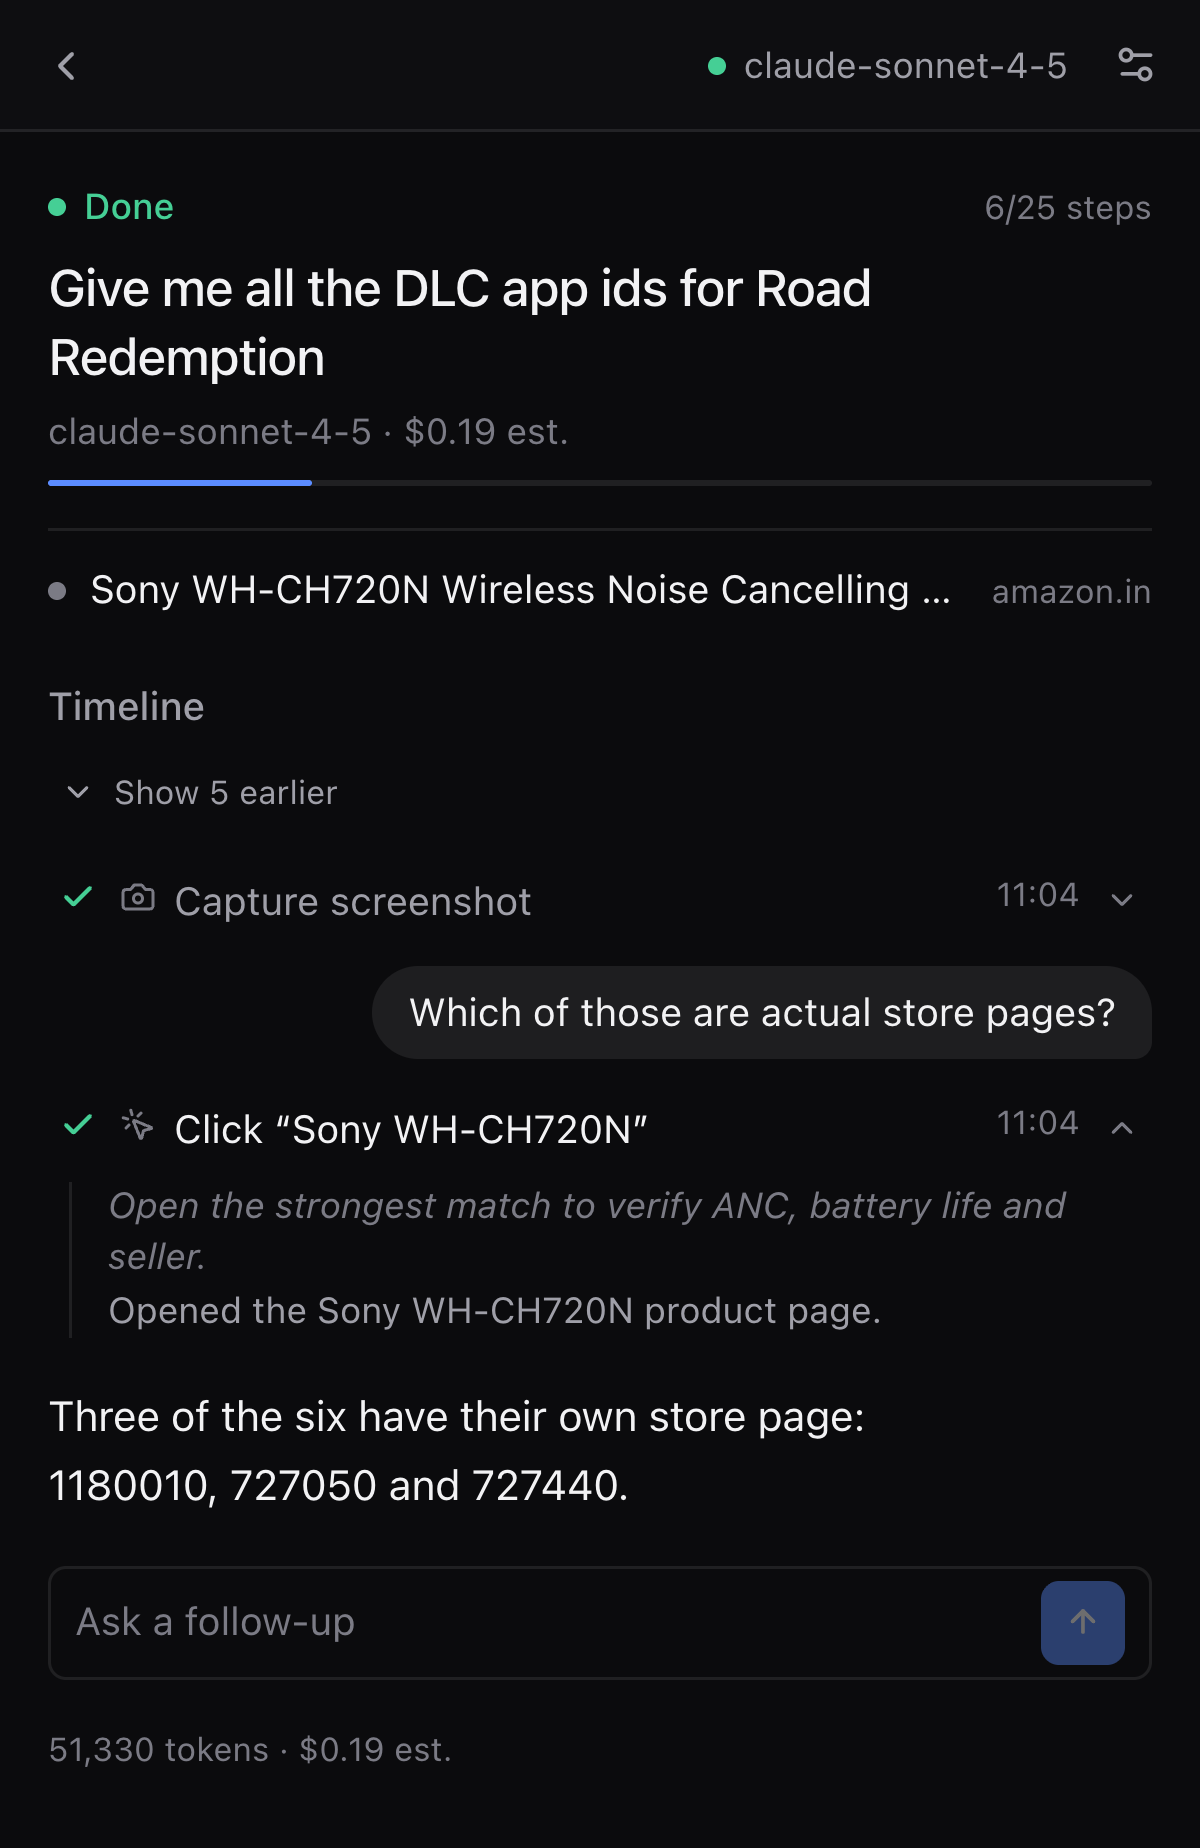 claude-sonnet-4-5
Done
6/25 steps
Give me all the DLC app ids for Road
Redemption
claude-sonnet-4-5 · $0.19 est.
Sony WH-CH720N Wireless Noise Cancelling ... amazon.in
Timeline
Show 5 earlier
Capture screenshot 11:04
Which of those are actual store pages?
Click “Sony WH-CH720N” 11:04
Open the strongest match to verify ANC, battery life and
seller.
Opened the Sony WH-CH720N product page.
Three of the six have their own store page:
1180010, 727050 and 727440.
Ask a follow-up
51,330 tokens · $0.19 est.